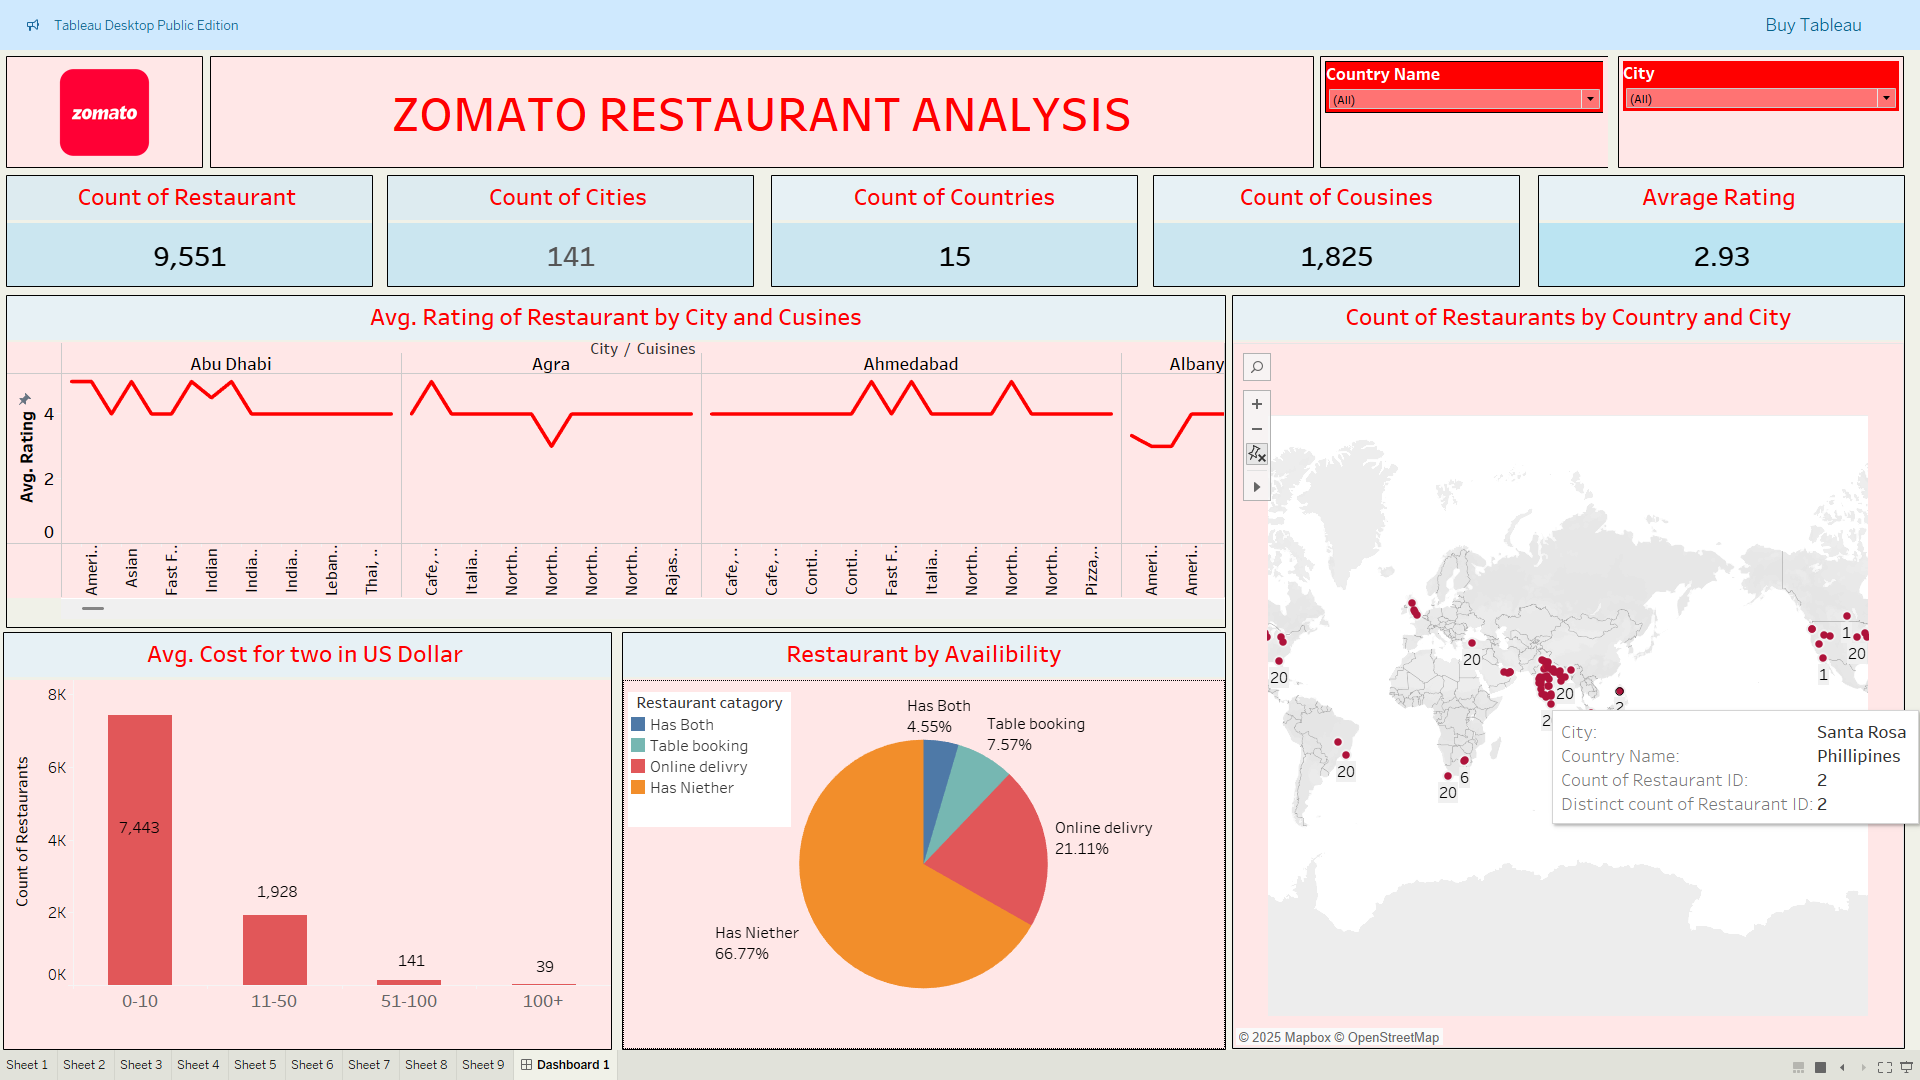 Tableau Desktop Public Edition
Buy Tableau
zomato
ZOMATO RESTAURANT ANALYSIS
Country Name
(All)
City
(All)
Count of Restaurant
9,551
Count of Cities
141
Count of Countries
15
Count of Cousines
1,825
Avrage Rating
2.93
Avg. Rating of Restaurant by City and Cusines
City / Cuisines
Abu Dhabi
Agra
Ahmedabad
Albany
Avg. Rating
4
2
0
Ameri..
Asian
Fast F..
Indian
India..
India..
Leban..
Thai, ..
Cafe, ..
Italia..
North..
North..
North..
North..
Rajas..
Cafe, ..
Cafe, ..
Conti..
Conti..
Fast F..
Italia..
North..
North..
North..
Pizza,..
Ameri..
Ameri..
Count of Restaurants by Country and City
20
20
20
20
6
20
2
2
1
20
1
City: Santa Rosa
Country Name: Phillipines
Count of Restaurant ID: 2
Distinct count of Restaurant ID: 2
© 2025 Mapbox © OpenStreetMap
Avg. Cost for two in US Dollar
Count of Restaurants
8K
6K
4K
2K
0K
7,443
1,928
141
39
0-10
11-50
51-100
100+
Restaurant by Availibility
Restaurant catagory
Has Both
Table booking
Online delivry
Has Niether
Has Both
4.55%
Table booking
7.57%
Online delivry
21.11%
Has Niether
66.77%
Sheet 1
Sheet 2
Sheet 3
Sheet 4
Sheet 5
Sheet 6
Sheet 7
Sheet 8
Sheet 9
Dashboard 1